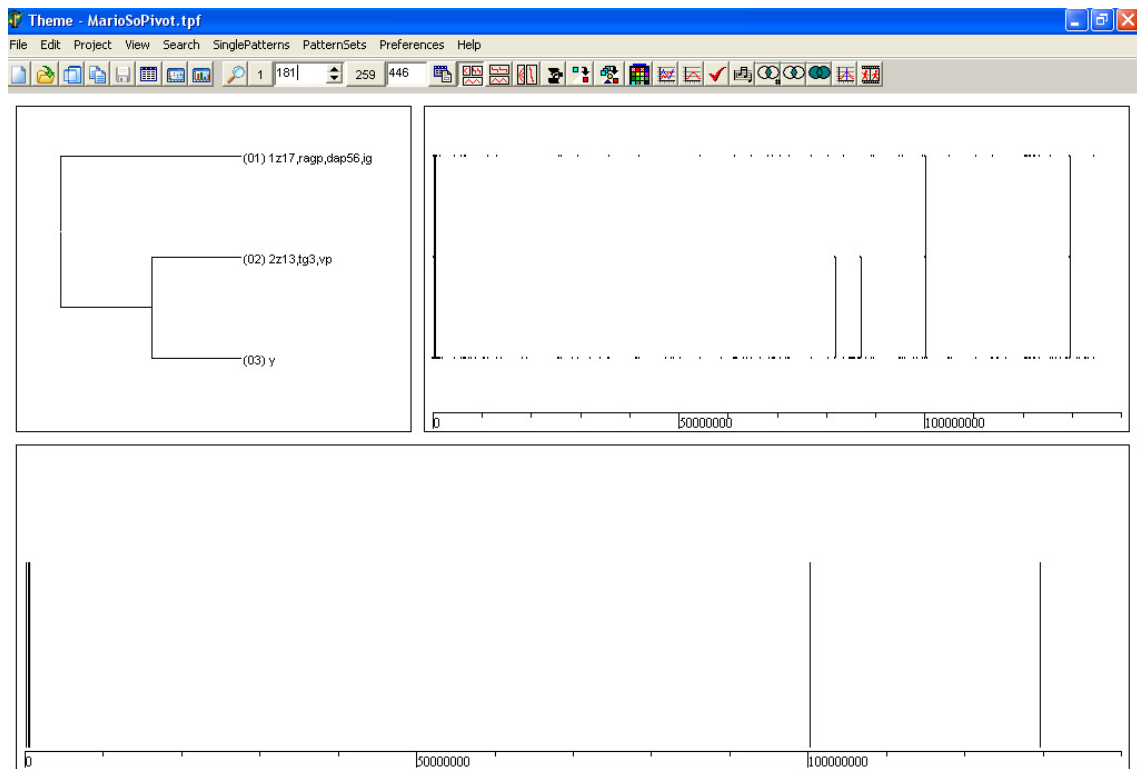 Theme - MarioSoPivot.tpf
File Edit Project View Search SinglePatterns PatternSets Preferences Help
1 181 259 446
(01) 1z17,ragp,dap56,ig
(02) 2z13,tg3,vp
(03) y
0 50000000 100000000
0 50000000 100000000